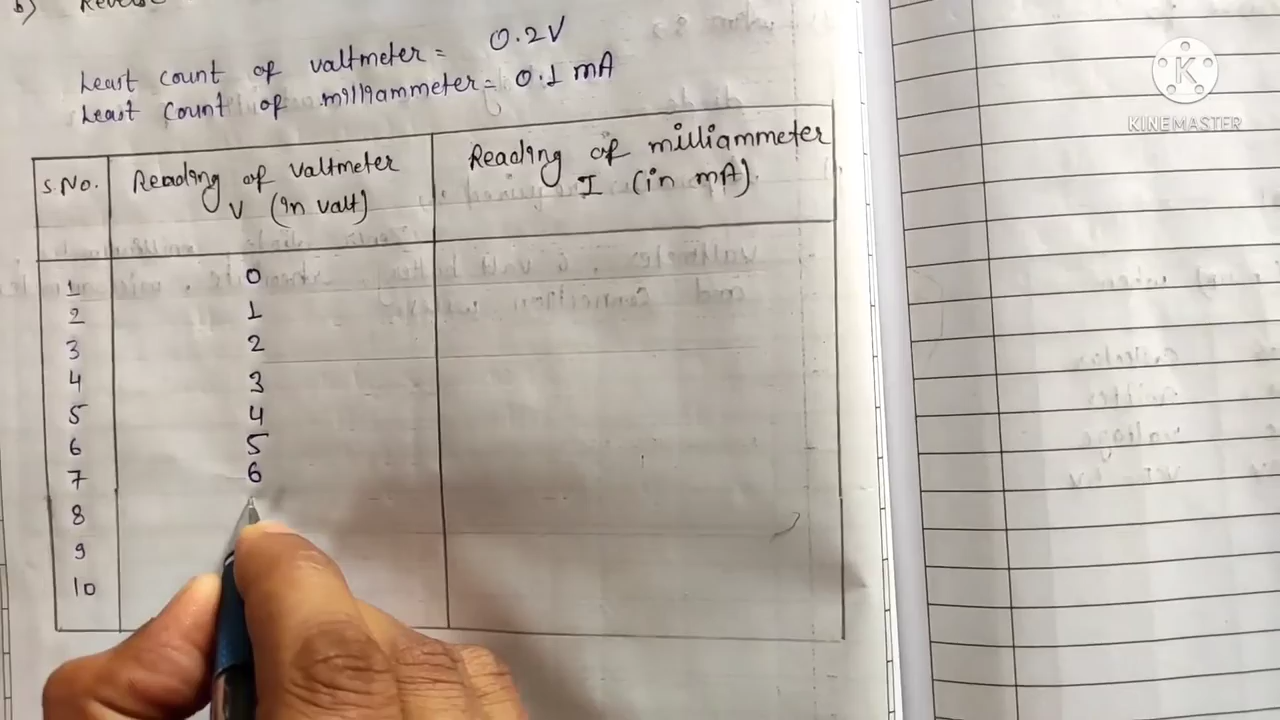 b) Reverse
Least count of valtmeter = 0.2V
Least count of milliammeter = 0.1 mA
S.No. Reading of valtmeter V (in valt) Reading of milliammeter I (in mA).
1 0
2 1
3 2
4 3
5 4
6 5
7 6
8
9
10
K
KINEMASTER